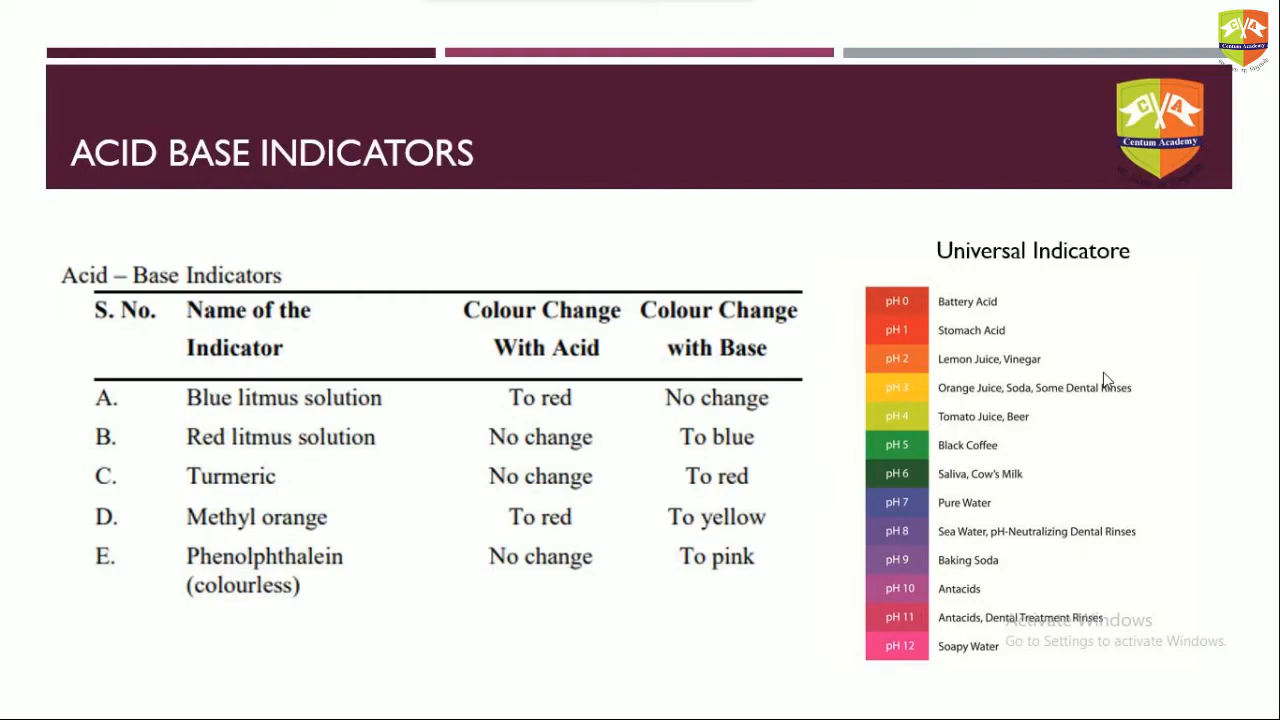 C A
Centum Academy
C A
Centum Academy
ACID BASE INDICATORS
Acid – Base Indicators
S. No. Name of the Indicator Colour Change With Acid Colour Change with Base
A. Blue litmus solution To red No change
B. Red litmus solution No change To blue
C. Turmeric No change To red
D. Methyl orange To red To yellow
E. Phenolphthalein (colourless) No change To pink
Universal Indicatore
pH 0 Battery Acid
pH 1 Stomach Acid
pH 2 Lemon Juice, Vinegar
pH 3 Orange Juice, Soda, Some Dental Rinses
pH 4 Tomato Juice, Beer
pH 5 Black Coffee
pH 6 Saliva, Cow's Milk
pH 7 Pure Water
pH 8 Sea Water, pH-Neutralizing Dental Rinses
pH 9 Baking Soda
pH 10 Antacids
pH 11 Antacids, Dental Treatment Rinses
pH 12 Soapy Water
Activate Windows
Go to Settings to activate Windows.